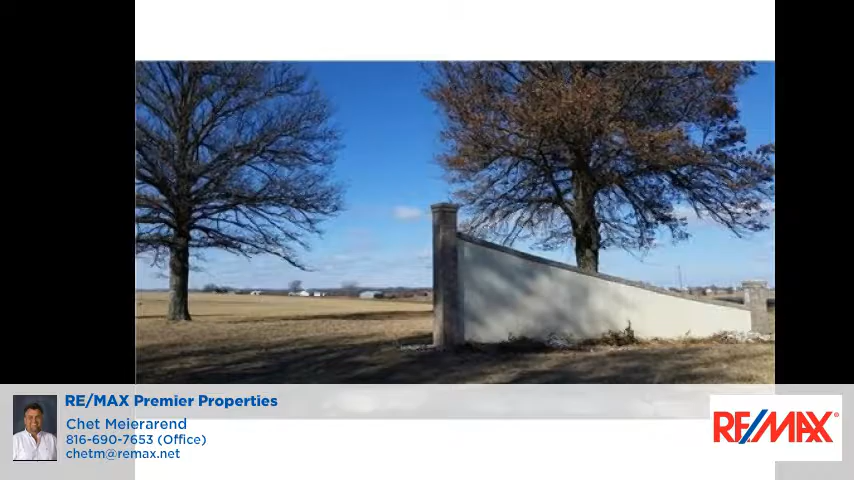 RE/MAX Premier Properties
Chet Meierarend
816-690-7653 (Office)
chetm@remax.net
RE/MAX®